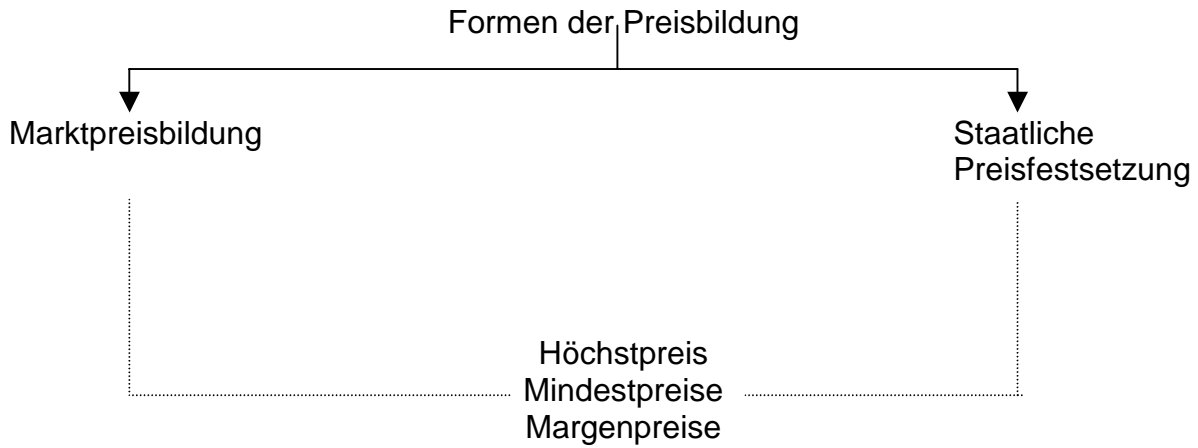 Formen der Preisbildung
Marktpreisbildung
Staatliche
Preisfestsetzung
Höchstpreis
Mindestpreise
Margenpreise